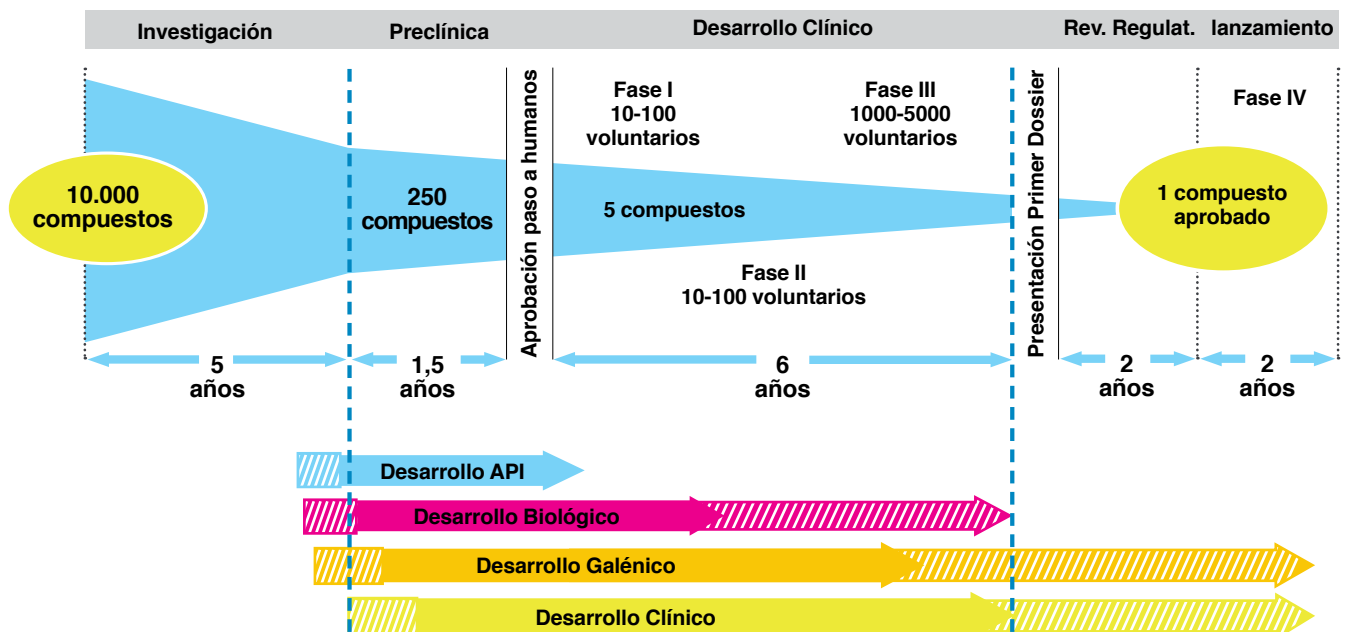 Investigación
Preclínica
Desarrollo Clínico
Rev. Regulat.
lanzamiento
10.000
compuestos
250
compuestos
Aprobación paso a humanos
Fase I
10-100
voluntarios
Fase III
1000-5000
voluntarios
5 compuestos
Fase II
10-100 voluntarios
Presentación Primer Dossier
Fase IV
1 compuesto
aprobado
5
años
1,5
años
6
años
2
años
2
años
Desarrollo API
Desarrollo Biológico
Desarrollo Galénico
Desarrollo Clínico